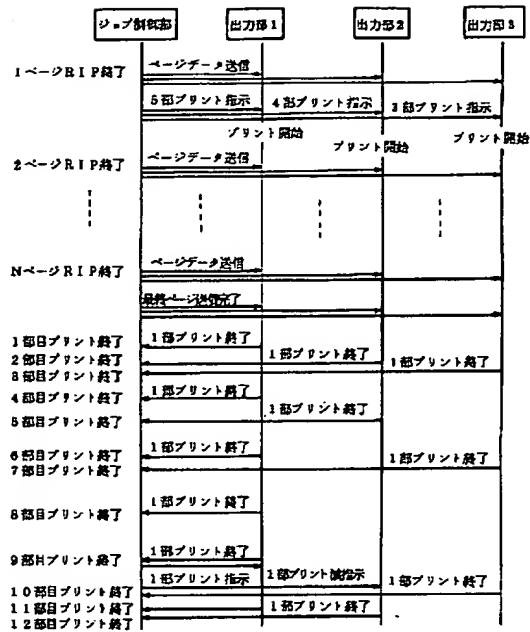 ジョブ制御部 出力部1 出力部2 出力部3
ページデータ送信
1ページRIP終了
5部プリント指示 4部プリント指示 3部プリント指示
プリント開始 プリント開始 プリント開始
2ページRIP終了 ページデータ送信
ページデータ送信
NページRIP終了
最終ページ送信完了
1部目プリント終了 1部プリント終了
2部目プリント終了 1部プリント終了
3部目プリント終了 1部プリント終了
4部目プリント終了 1部プリント終了
5部目プリント終了 1部プリント終了
6部目プリント終了 1部プリント終了
7部目プリント終了 1部プリント終了
8部目プリント終了 1部プリント終了
9部目プリント終了 1部プリント終了
1部プリント指示 1部プリント減指示
10部目プリント終了 1部プリント終了
11部目プリント終了 1部プリント終了
12部目プリント終了